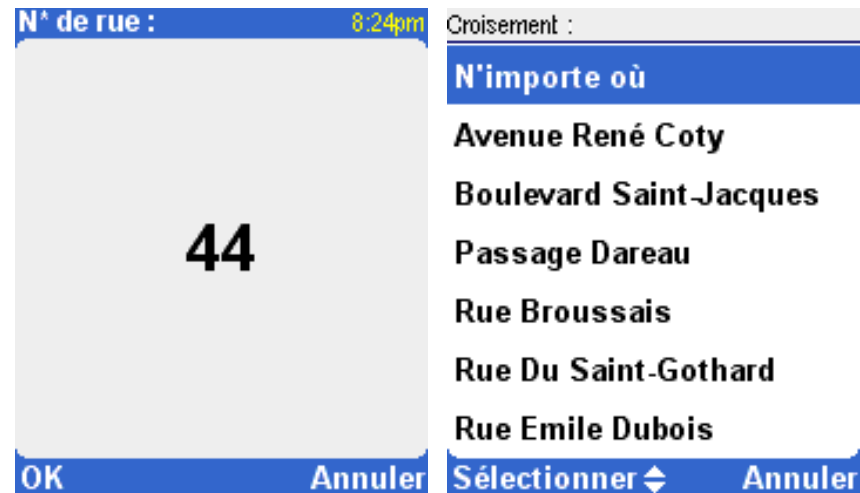 N* de rue : 8:24pm
44
OK Annuler
Croisement :
N'importe où
Avenue René Coty
Boulevard Saint-Jacques
Passage Dareau
Rue Broussais
Rue Du Saint-Gothard
Rue Emile Dubois
Sélectionner Annuler